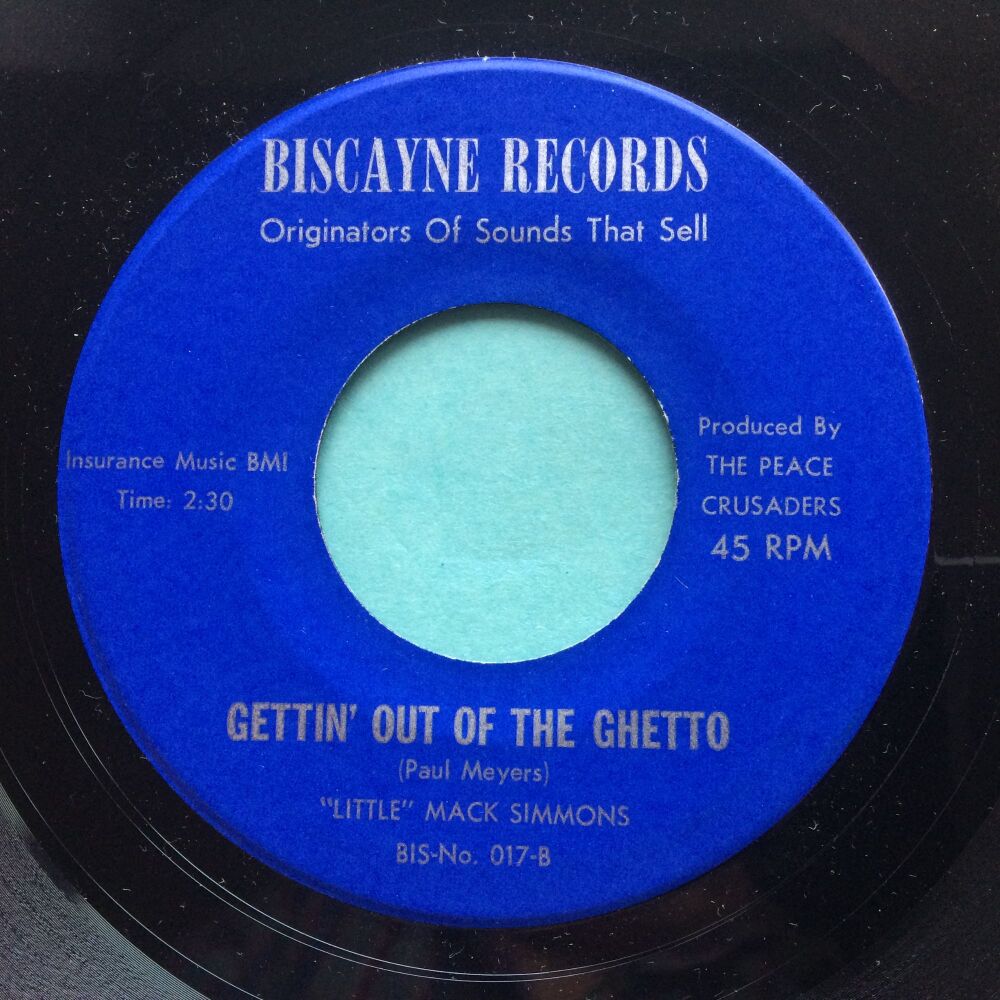 BISCAYNE RECORDS
Originators Of Sounds That Sell
Insurance Music BMI
Time: 2:30
Produced By
THE PEACE
CRUSADERS
45 RPM
GETTIN' OUT OF THE GHETTO
(Paul Meyers)
"LITTLE" MACK SIMMONS
BIS-No. 017-B